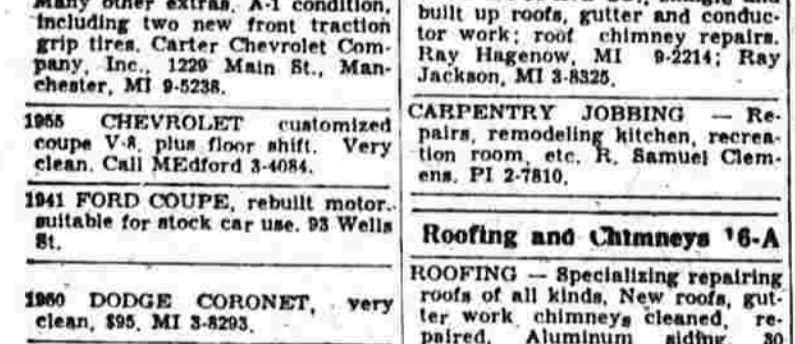 Many other extras. A-1 condition,
including two new front traction
grip tires. Carter Chevrolet Com-
pany, Inc., 1229 Main St., Man-
chester, MI 9-5238.
1955 CHEVROLET customized
coupe V-8, plus floor shift. Very
clean. Call MEdford 3-4084.
1941 FORD COUPE, rebuilt motor,
suitable for stock car use. 93 Wells
St.
DODGE CORONET, very
clean, $95. MI 3-8293.
built up roofs, gutter and conduc-
tor work; roof chimney repairs.
Ray Hagenow, MI 9-2214; Ray
Jackson, MI 3-8325.
CARPENTRY JOBBING — Re-
pairs, remodeling kitchen, recrea-
tion room, etc. R. Samuel Clem-
ens. PI 2-7810.
Roofing and Chimneys 16-A
ROOFING — Specializing repairing
roofs of all kinds, New roofs, gut-
ter work chimneys cleaned, re-
paired. Aluminum siding. 30